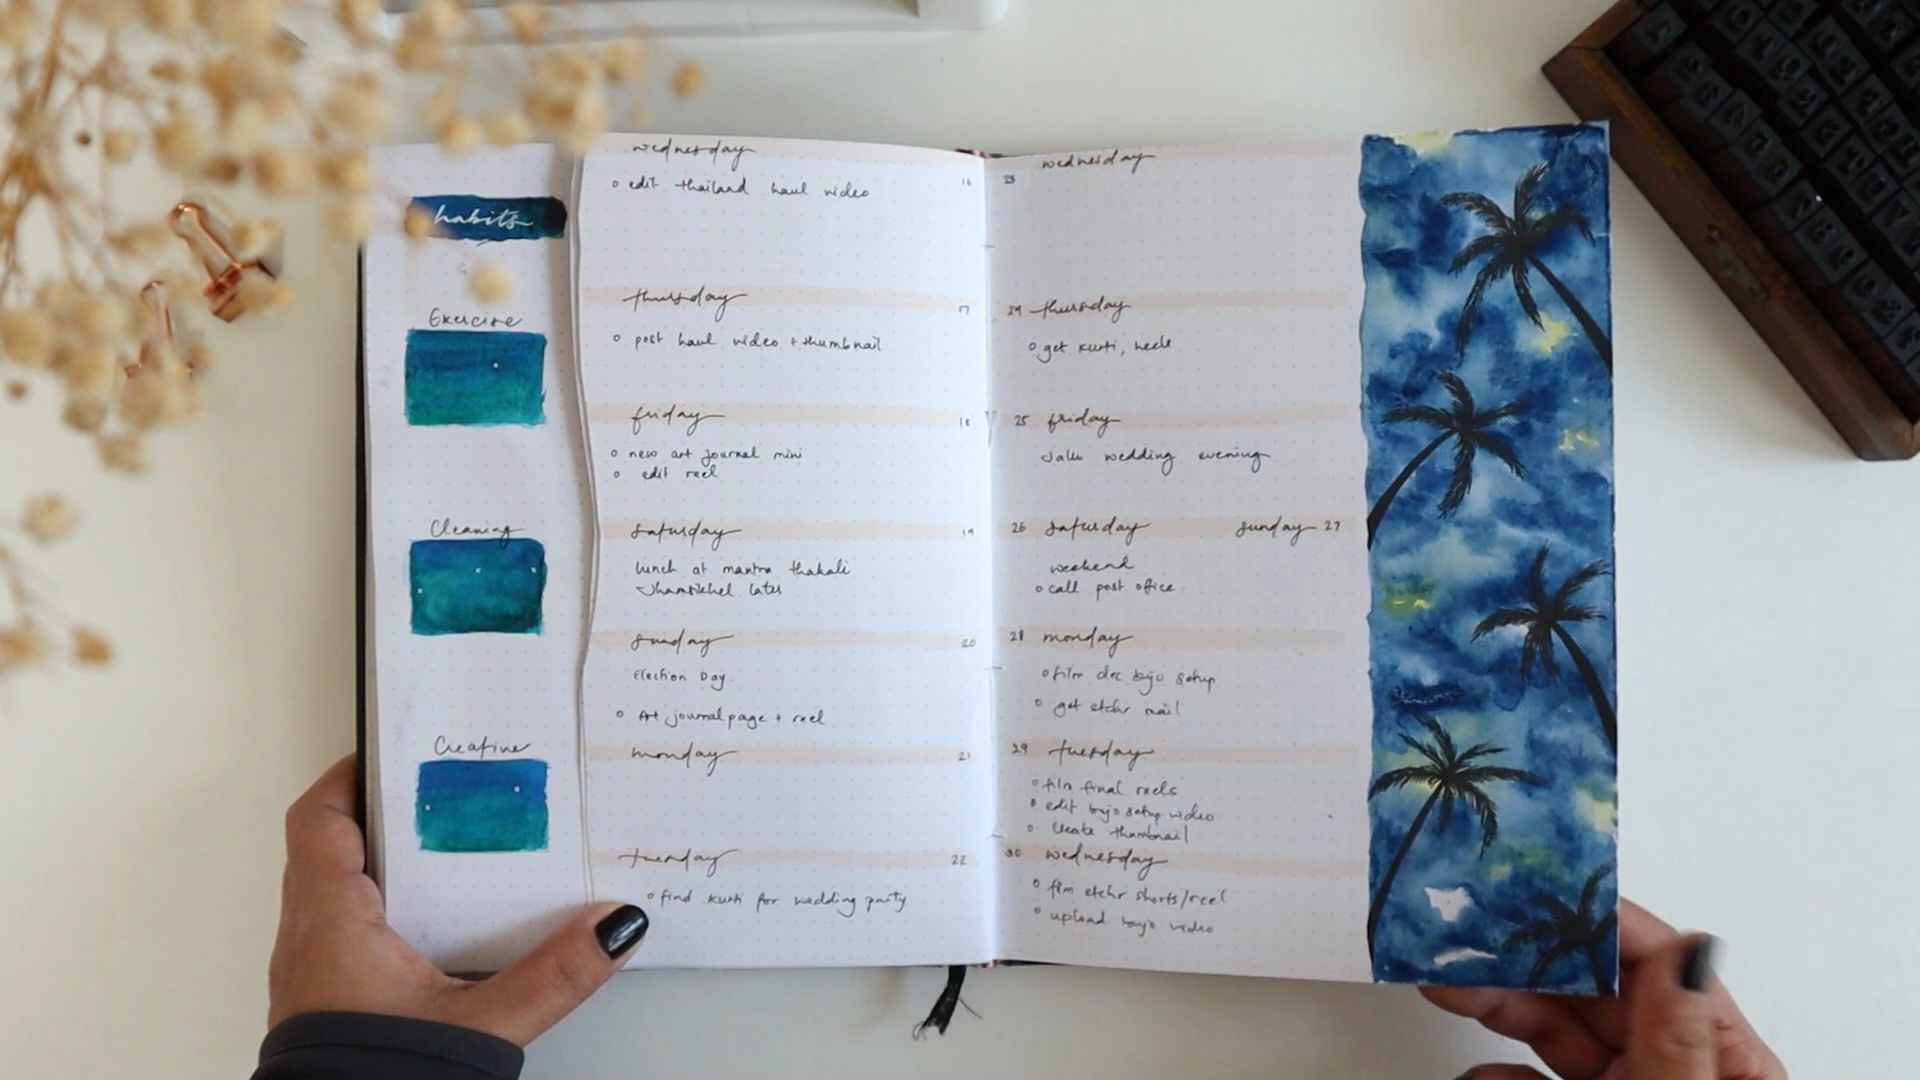 habits
Exercise
Cleaning
Creative
wednesday
16
edit thailand haul video
thursday
17
post haul video + thumbnail
friday
18
new art journal mini
edit reel
saturday
19
lunch at mantra thakali
Jhamsikhel later
sunday
20
Election Day
Art journal page + reel
monday
21
tuesday
22
find kurti for wedding party
23 wednesday
24 thursday
get kurti, heels
25 friday
wedding evening
26 saturday sunday 27
weekend
call post office
28 monday
film dec bujo setup
get etchr mail
29 tuesday
film final reels
edit bujo setup video
create thumbnail
30 wednesday
film etchr shorts/reel
upload bujo video